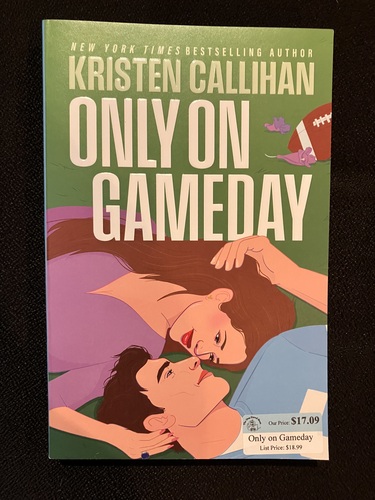 NEW YORK TIMES BESTSELLING AUTHOR
KRISTEN CALLIHAN
ONLY ON
GAMEDAY
Our Price: $17.09
Only on Gameday
List Price: $18.99